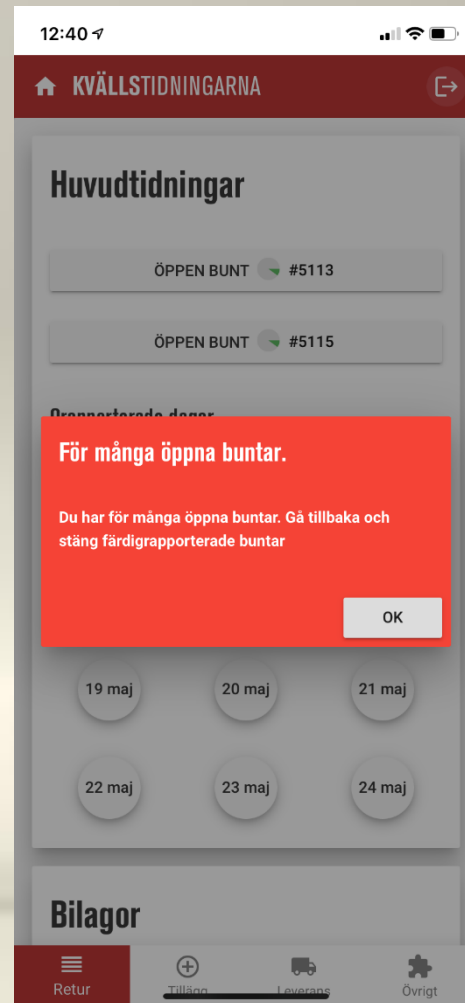 12:40
KVÄLLSTIDNINGARNA
Huvudtidningar
ÖPPEN BUNT #5113
ÖPPEN BUNT #5115
Orapporterade dagar
För många öppna buntar.
Du har för många öppna buntar. Gå tillbaka och
stäng färdigrapporterade buntar
OK
19 maj 20 maj 21 maj
22 maj 23 maj 24 maj
Bilagor
Retur Tillägg Leverans Övrigt